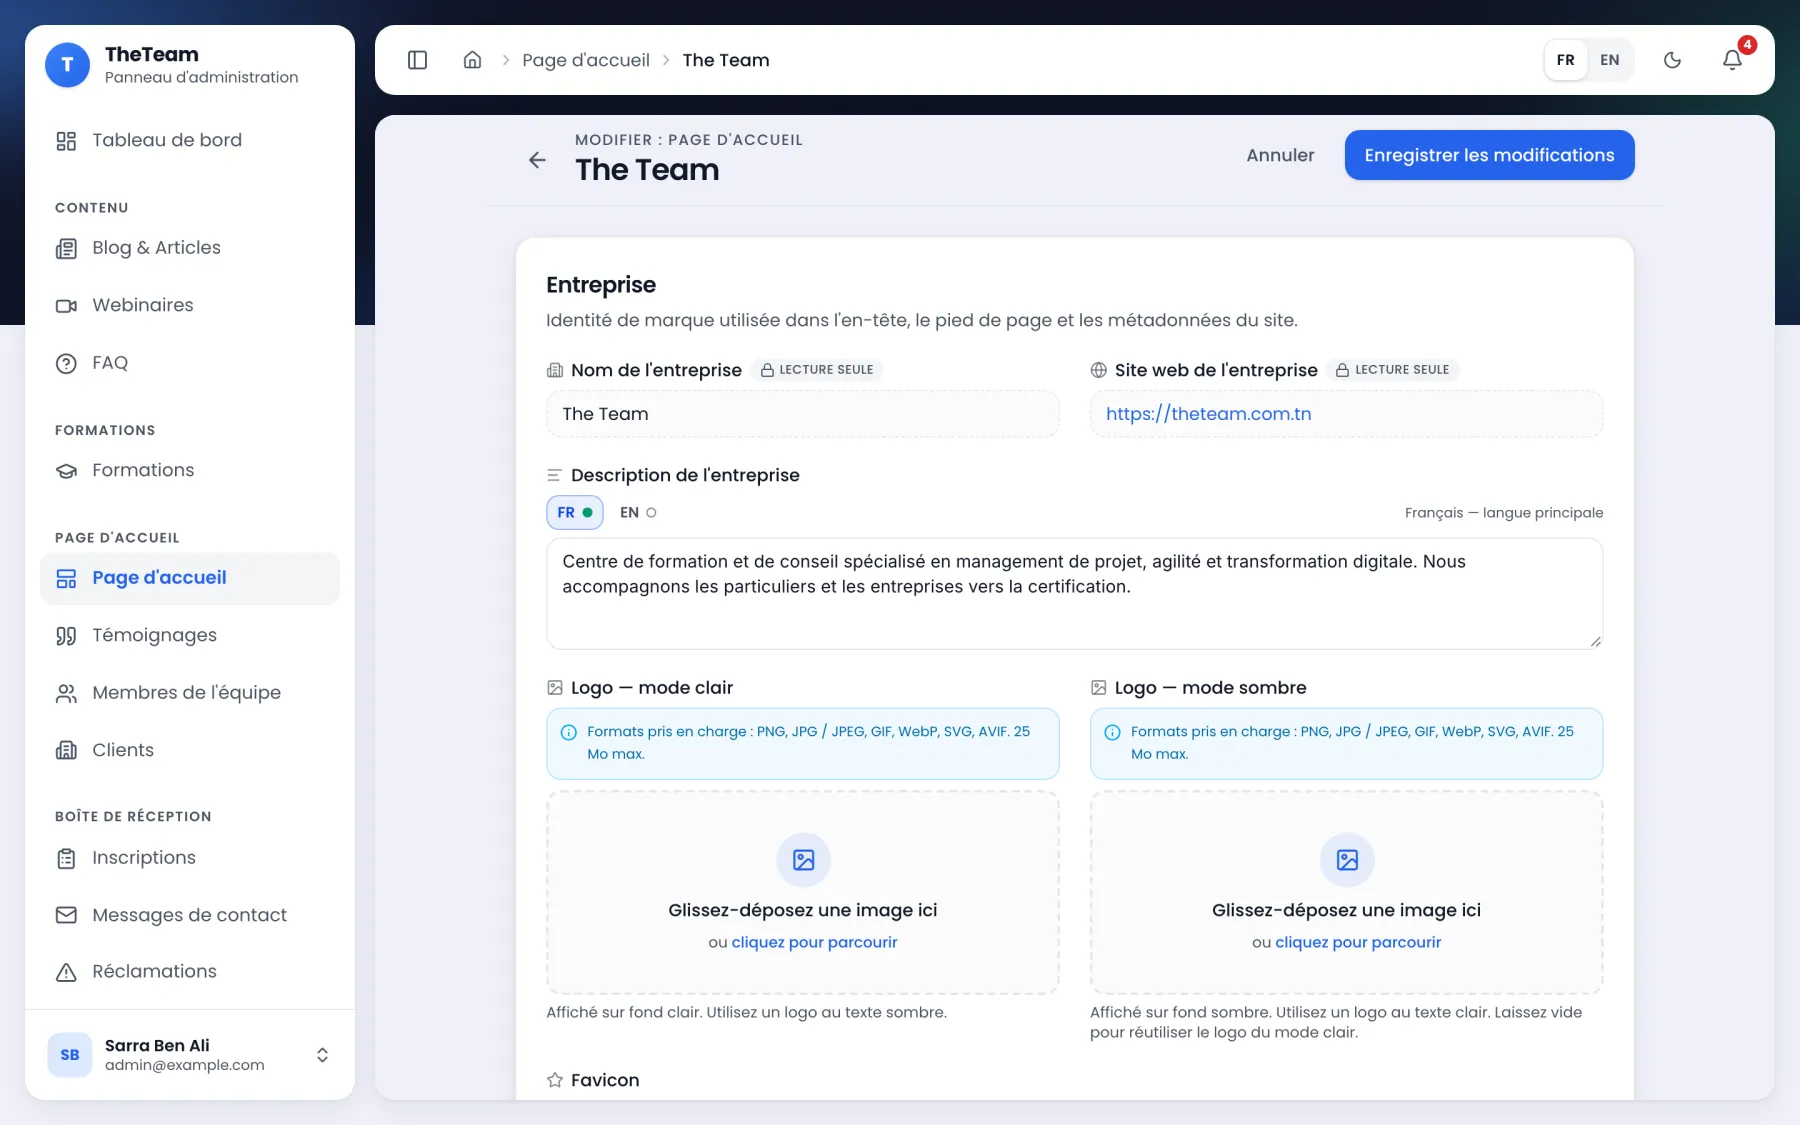 T
TheTeam
Panneau d'administration
Tableau de bord
CONTENU
Blog & Articles
Webinaires
FAQ
FORMATIONS
Formations
PAGE D'ACCUEIL
Page d'accueil
Témoignages
Membres de l'équipe
Clients
BOÎTE DE RÉCEPTION
Inscriptions
Messages de contact
Réclamations
SB
Sarra Ben Ali
admin@example.com
Page d'accueil
The Team
FR
EN
4
MODIFIER : PAGE D'ACCUEIL
The Team
Annuler
Enregistrer les modifications
Entreprise
Identité de marque utilisée dans l'en-tête, le pied de page et les métadonnées du site.
Nom de l'entreprise
LECTURE SEULE
The Team
Site web de l'entreprise
LECTURE SEULE
https://theteam.com.tn
Description de l'entreprise
FR
EN
Français — langue principale
Centre de formation et de conseil spécialisé en management de projet, agilité et transformation digitale. Nous
accompagnons les particuliers et les entreprises vers la certification.
Logo — mode clair
Formats pris en charge : PNG, JPG / JPEG, GIF, WebP, SVG, AVIF. 25
Mo max.
Glissez-déposez une image ici
ou cliquez pour parcourir
Affiché sur fond clair. Utilisez un logo au texte sombre.
Logo — mode sombre
Formats pris en charge : PNG, JPG / JPEG, GIF, WebP, SVG, AVIF. 25
Mo max.
Glissez-déposez une image ici
ou cliquez pour parcourir
Affiché sur fond sombre. Utilisez un logo au texte clair. Laissez vide
pour réutiliser le logo du mode clair.
Favicon